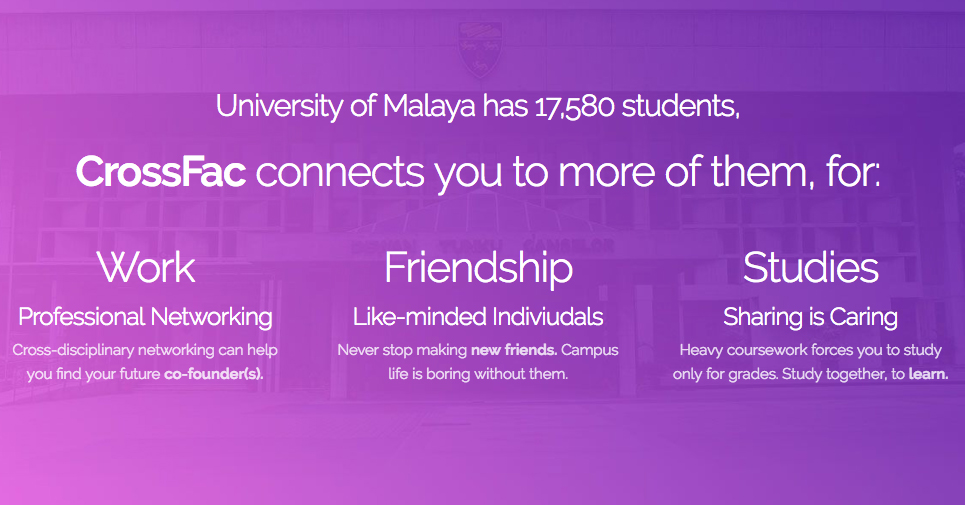 University of Malaya has 17,580 students,
CrossFac connects you to more of them, for:
Work
Professional Networking
Cross-disciplinary networking can help
you find your future co-founder(s).
Friendship
Like-minded Indiviudals
Never stop making new friends. Campus
life is boring without them.
Studies
Sharing is Caring
Heavy coursework forces you to study
only for grades. Study together, to learn.
DEWAN TUNKU CANSELOR